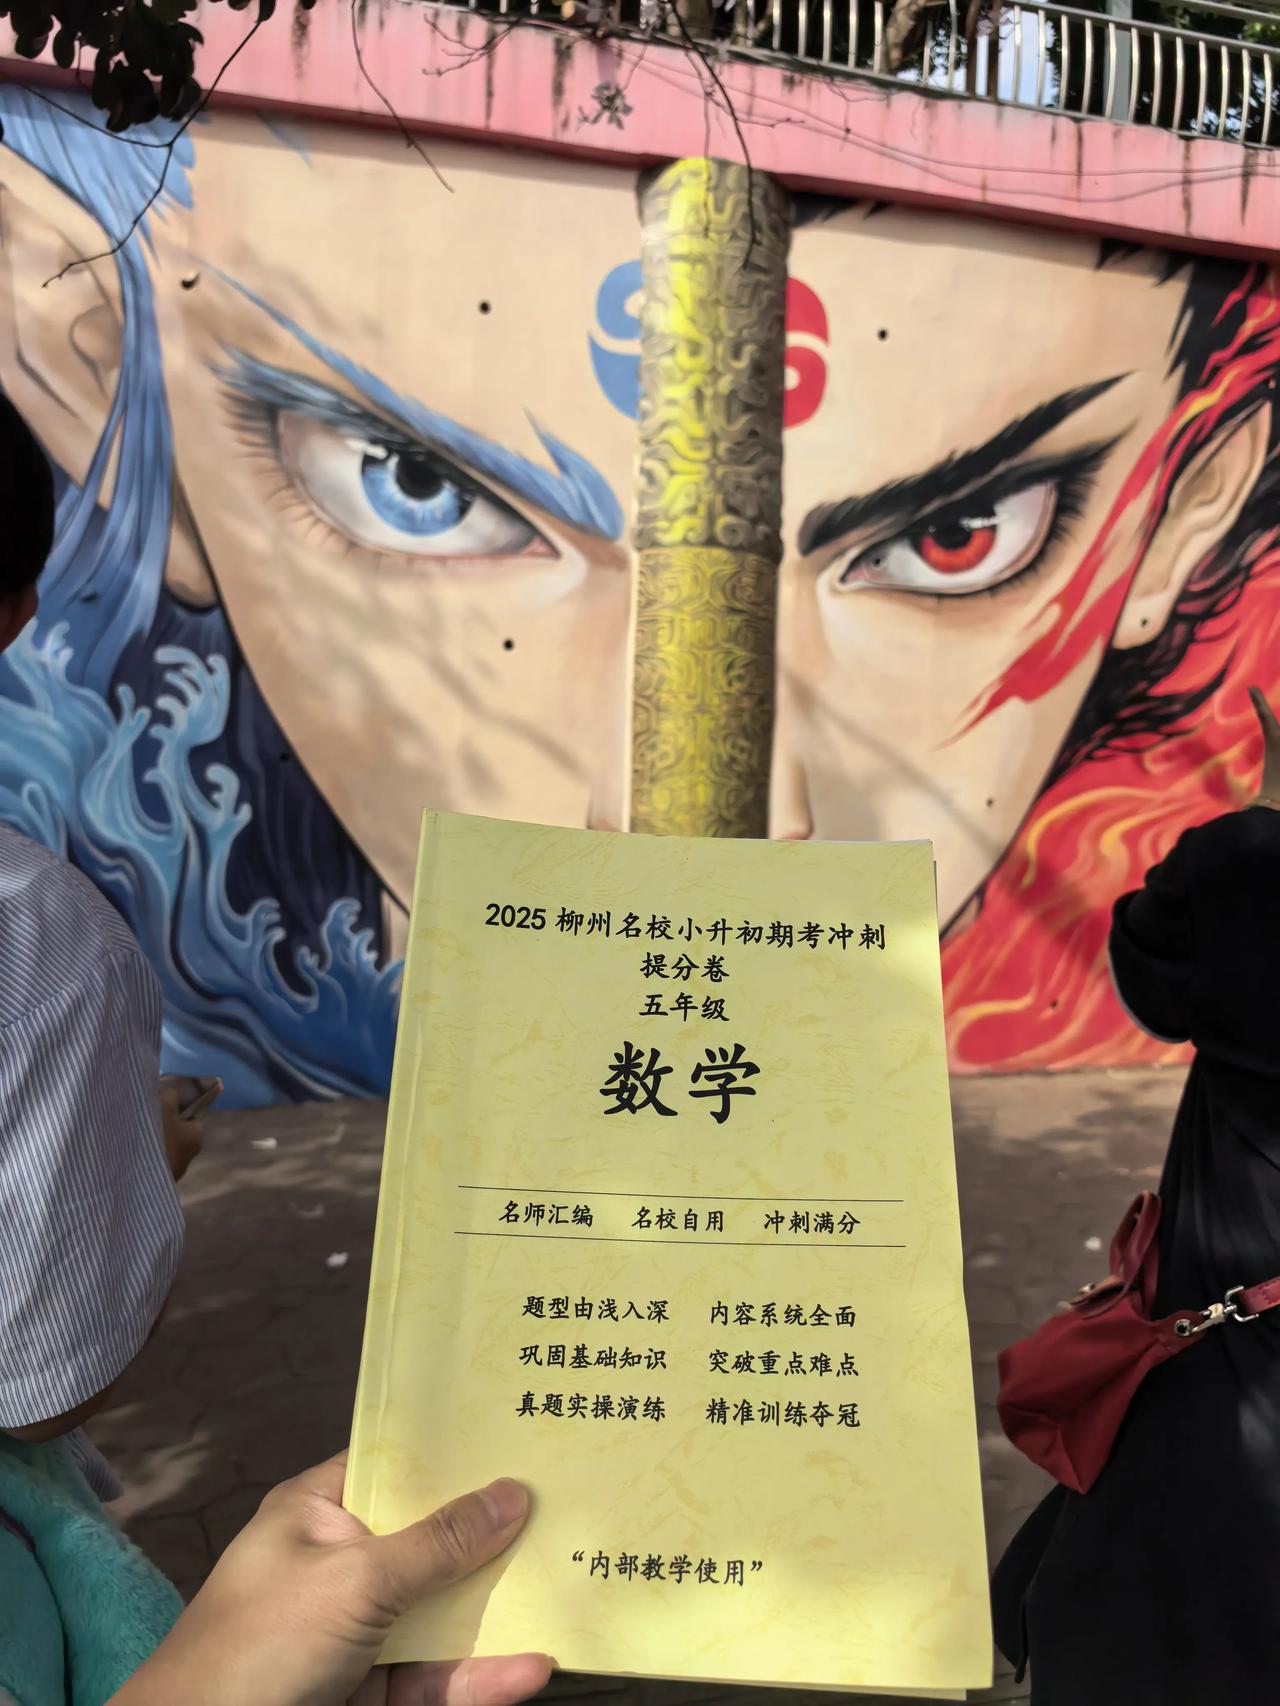 2025 柳州名校小升初期考冲刺
提分卷
五年级
数学
名师汇编 名校自用 冲刺满分
题型由浅入深 内容系统全面
巩固基础知识 突破重点难点
真题实操演练 精准训练夺冠
“内部教学使用”